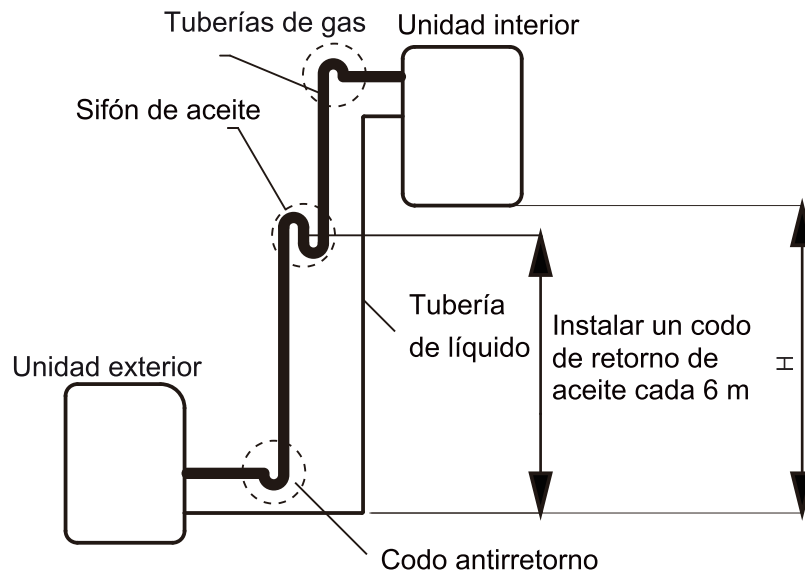 Tuberías de gas
Unidad interior
Sifón de aceite
Tubería
de líquido
Instalar un codo
de retorno de
aceite cada 6 m
H
Unidad exterior
Codo antirretorno